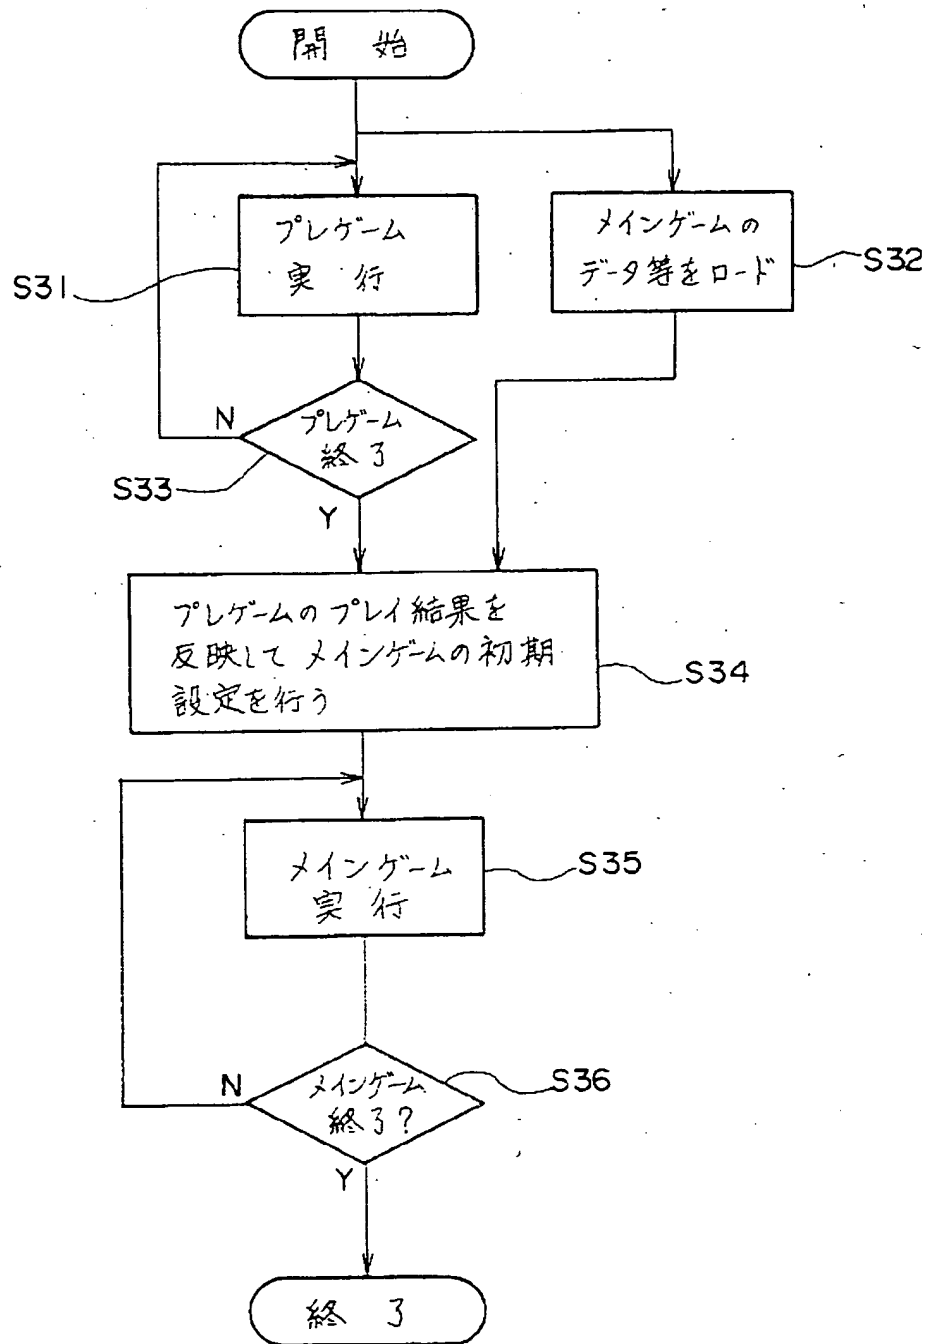 開 始
プレゲーム
実 行
S31
メインゲームの
データ等をロード
S32
N
プレゲーム
終了
S33
Y
プレゲームのプレイ結果を
反映して メインゲームの初期
設定を行う
S34
メインゲーム
実 行
S35
N
メインゲーム
終了?
S36
Y
終 了